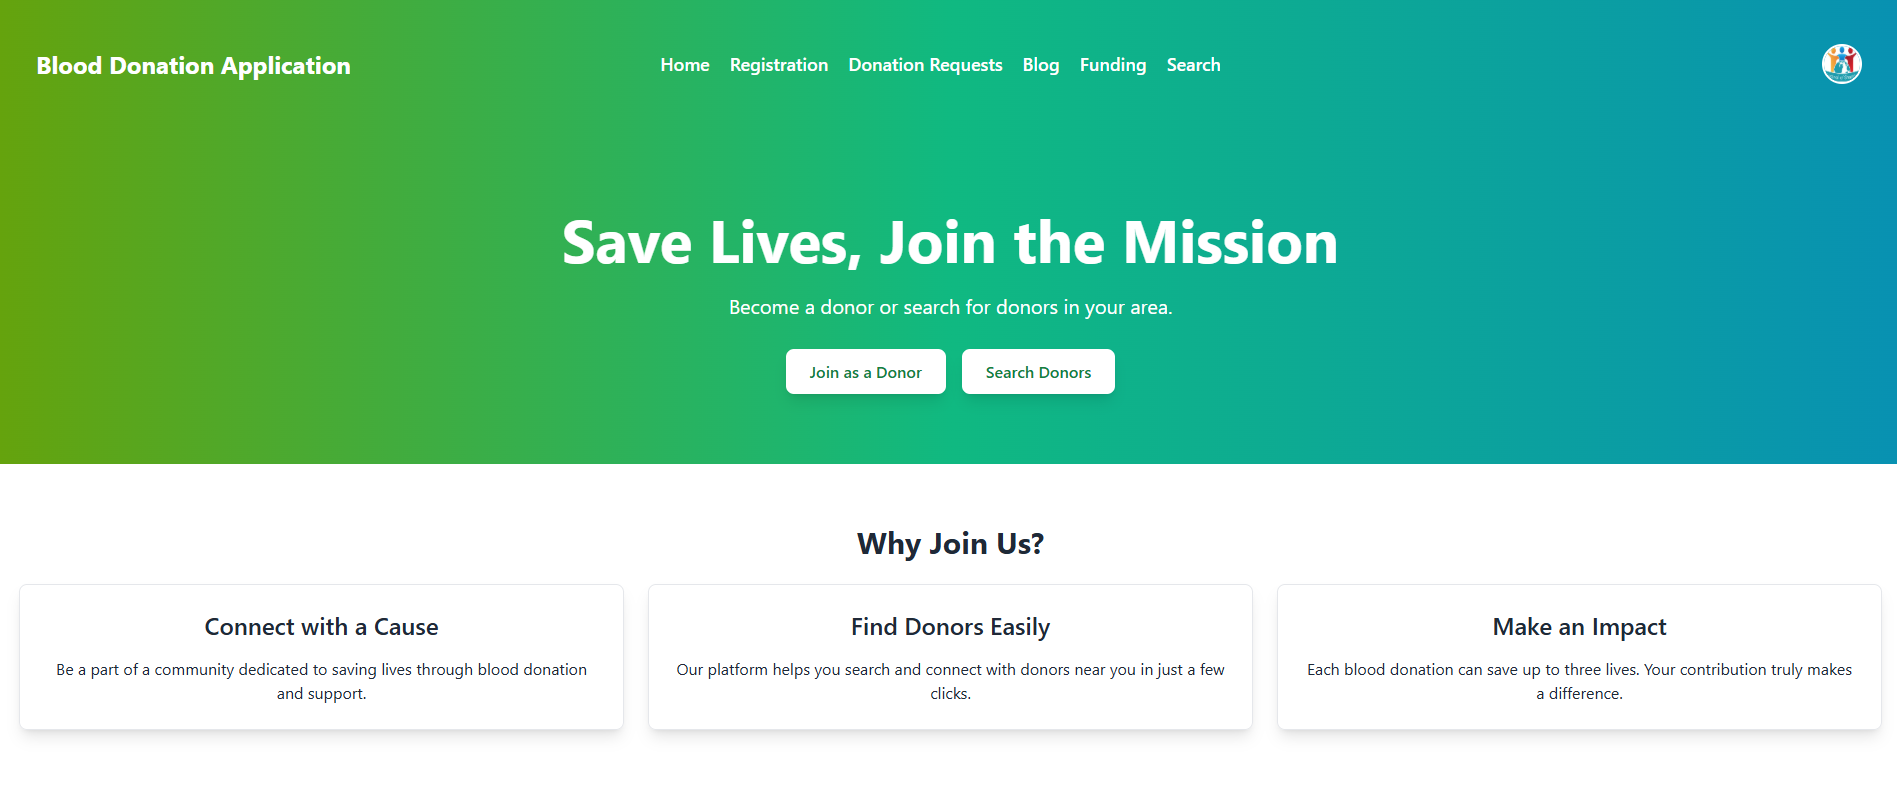 Blood Donation Application
Home Registration Donation Requests Blog Funding Search
Save Lives, Join the Mission
Become a donor or search for donors in your area.
Join as a Donor
Search Donors
Why Join Us?
Connect with a Cause
Be a part of a community dedicated to saving lives through blood donation
and support.
Find Donors Easily
Our platform helps you search and connect with donors near you in just a few
clicks.
Make an Impact
Each blood donation can save up to three lives. Your contribution truly makes
a difference.